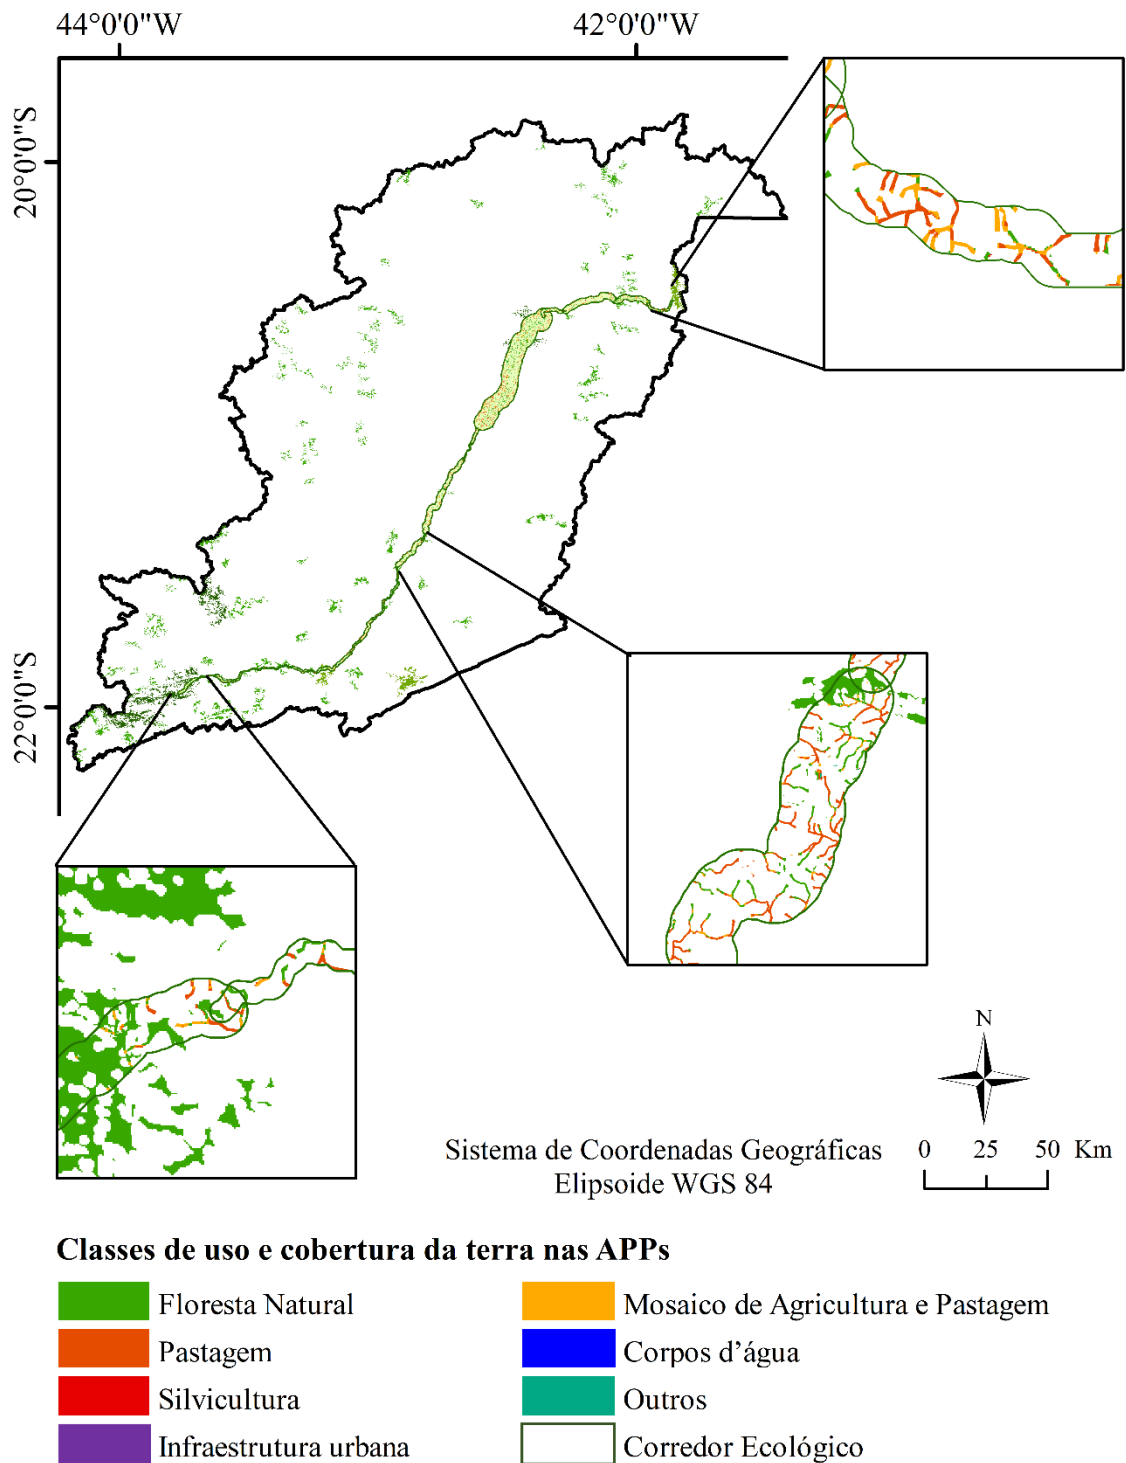 44°0'0"W
42°0'0"W
20°0'0"S
22°0'0"S
N
Sistema de Coordenadas Geográficas
Elipsoide WGS 84
0 25 50 Km
Classes de uso e cobertura da terra nas APPs
Floresta Natural
Mosaico de Agricultura e Pastagem
Pastagem
Corpos d’água
Silvicultura
Outros
Infraestrutura urbana
Corredor Ecológico